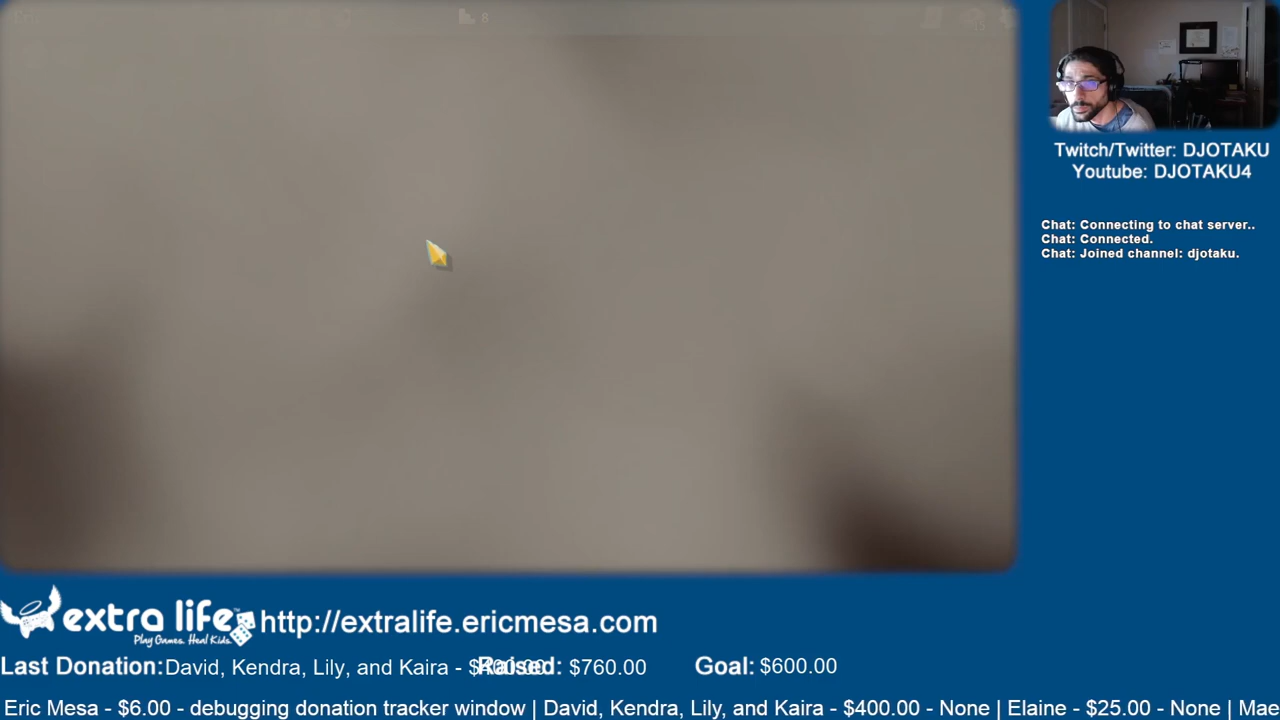 8
Twitch/Twitter: DJOTAKU
Youtube: DJOTAKU4
Chat: Connecting to chat server..
Chat: Connected.
Chat: Joined channel: djotaku.
extra life
Play Games. Heal Kids.
http://extralife.ericmesa.com
Last Donation: David, Kendra, Lily, and Kaira - $400.00 Raised: $760.00 Goal: $600.00
Eric Mesa - $6.00 - debugging donation tracker window | David, Kendra, Lily, and Kaira - $400.00 - None | Elaine - $25.00 - None | Mae